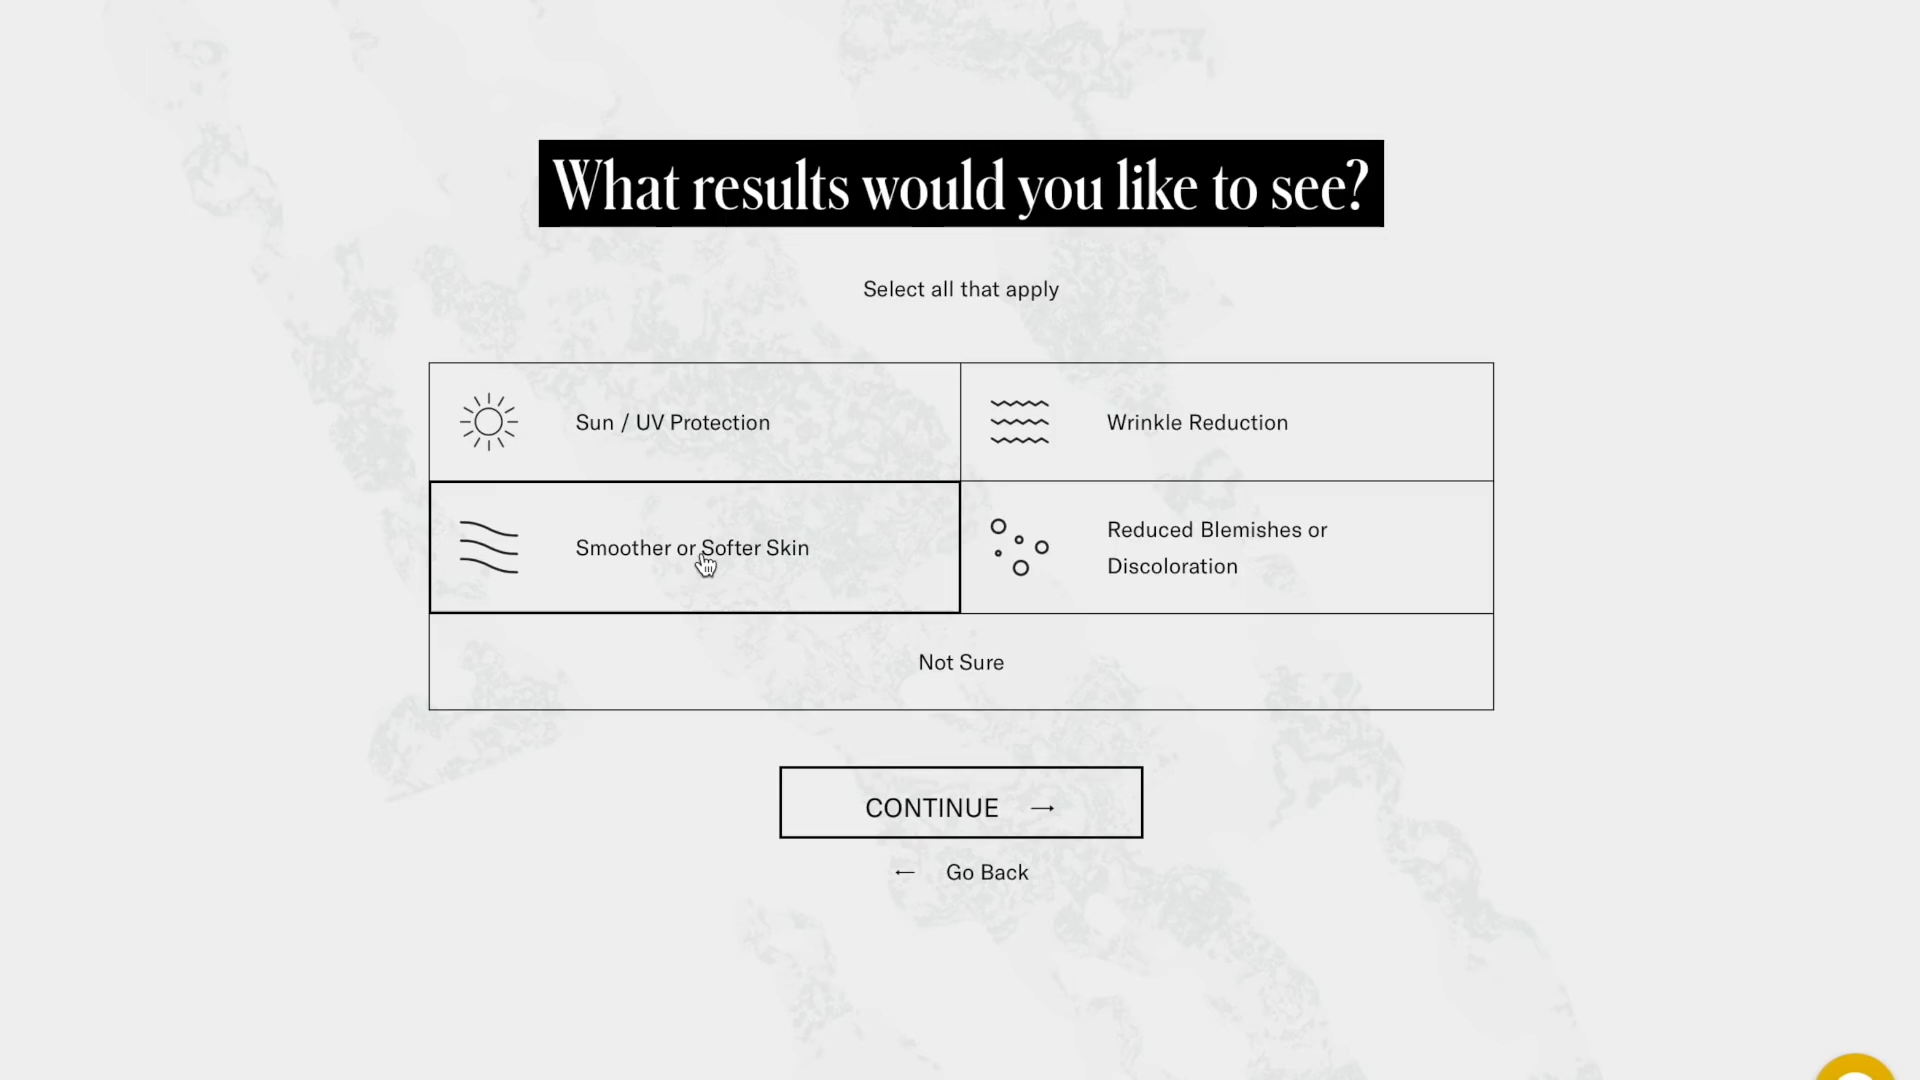 What results would you like to see?
Select all that apply
Sun / UV Protection
Wrinkle Reduction
Smoother or Softer Skin
Reduced Blemishes or
Discoloration
Not Sure
CONTINUE →
← Go Back